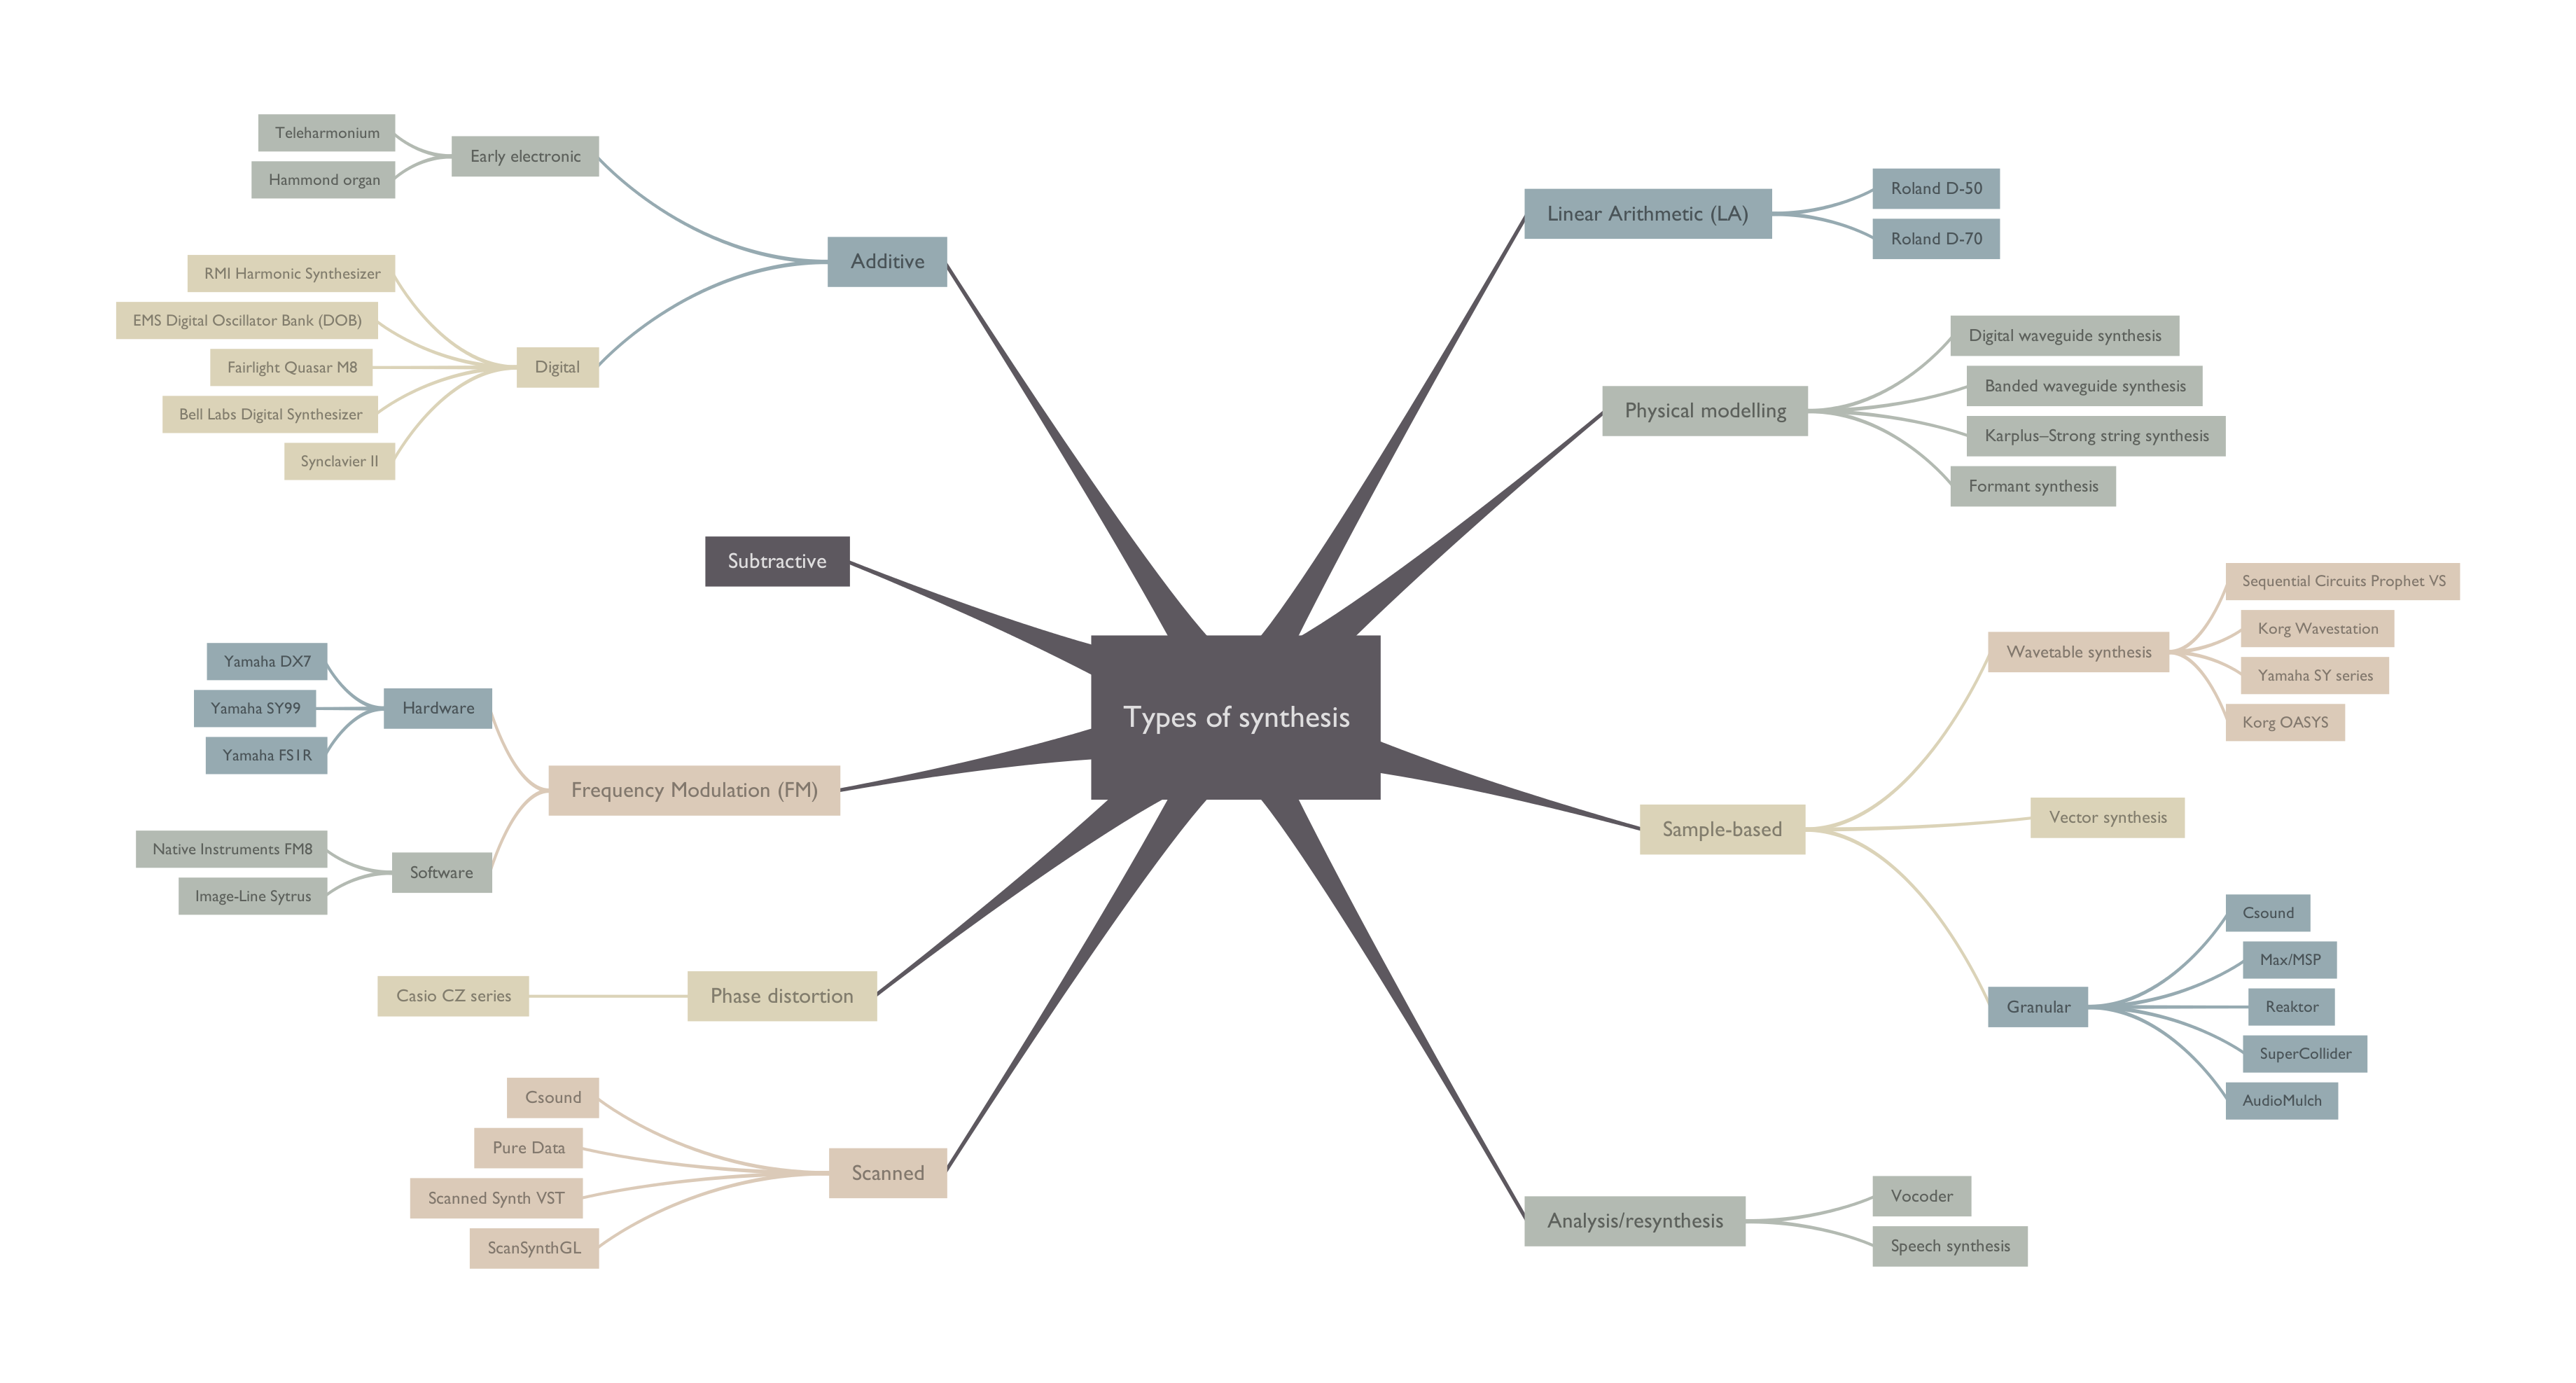 Types of synthesis
Additive
Early electronic
Teleharmonium
Hammond organ
Digital
RMI Harmonic Synthesizer
EMS Digital Oscillator Bank (DOB)
Fairlight Quasar M8
Bell Labs Digital Synthesizer
Synclavier II
Subtractive
Frequency Modulation (FM)
Hardware
Yamaha DX7
Yamaha SY99
Yamaha FS1R
Software
Native Instruments FM8
Image-Line Sytrus
Phase distortion
Casio CZ series
Scanned
Csound
Pure Data
Scanned Synth VST
ScanSynthGL
Linear Arithmetic (LA)
Roland D-50
Roland D-70
Physical modelling
Digital waveguide synthesis
Banded waveguide synthesis
Karplus–Strong string synthesis
Formant synthesis
Sample-based
Wavetable synthesis
Sequential Circuits Prophet VS
Korg Wavestation
Yamaha SY series
Korg OASYS
Vector synthesis
Granular
Csound
Max/MSP
Reaktor
SuperCollider
AudioMulch
Analysis/resynthesis
Vocoder
Speech synthesis